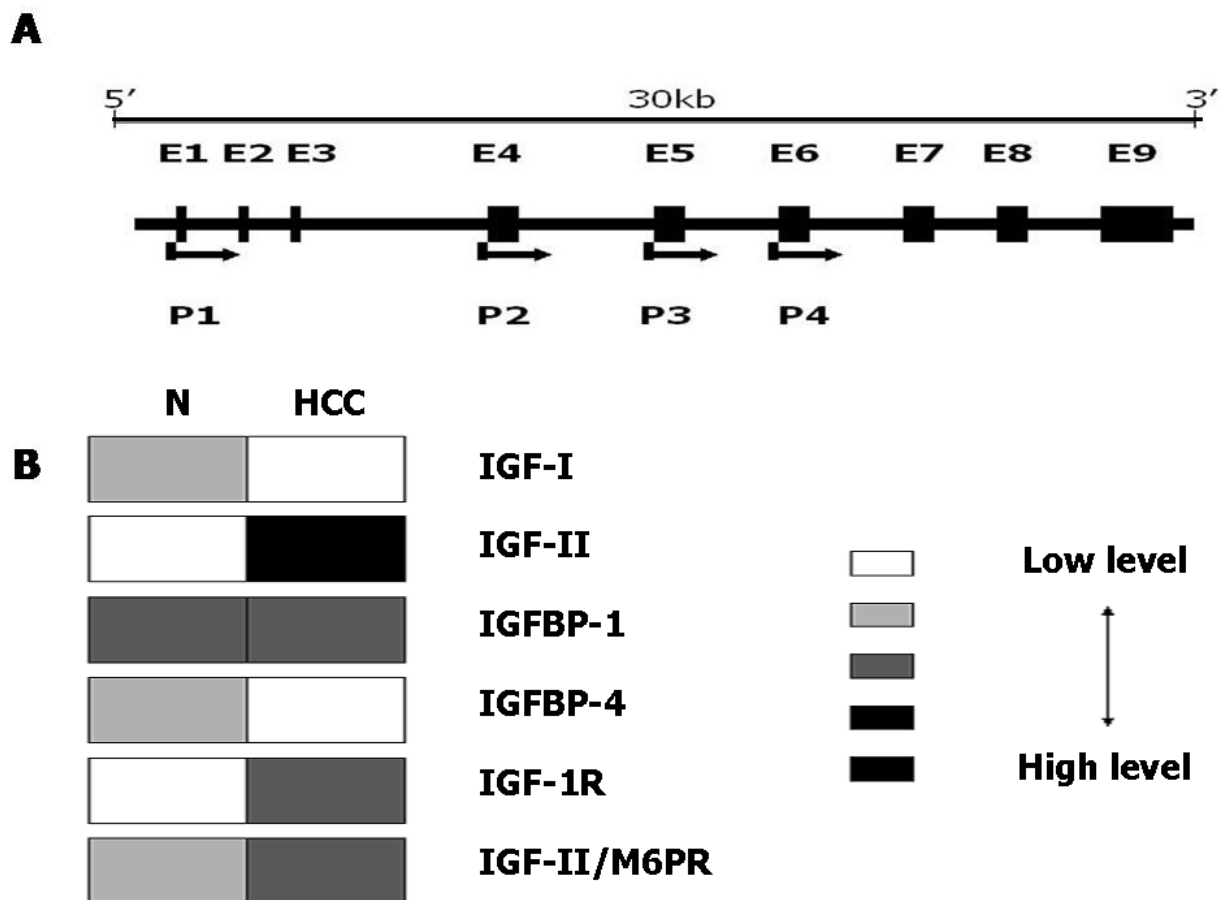 A
5′ 30kb 3′
E1 E2 E3 E4 E5 E6 E7 E8 E9
P1 P2 P3 P4
N HCC
B
IGF-I
IGF-II
IGFBP-1
IGFBP-4
IGF-1R
IGF-II/M6PR
Low level
High level